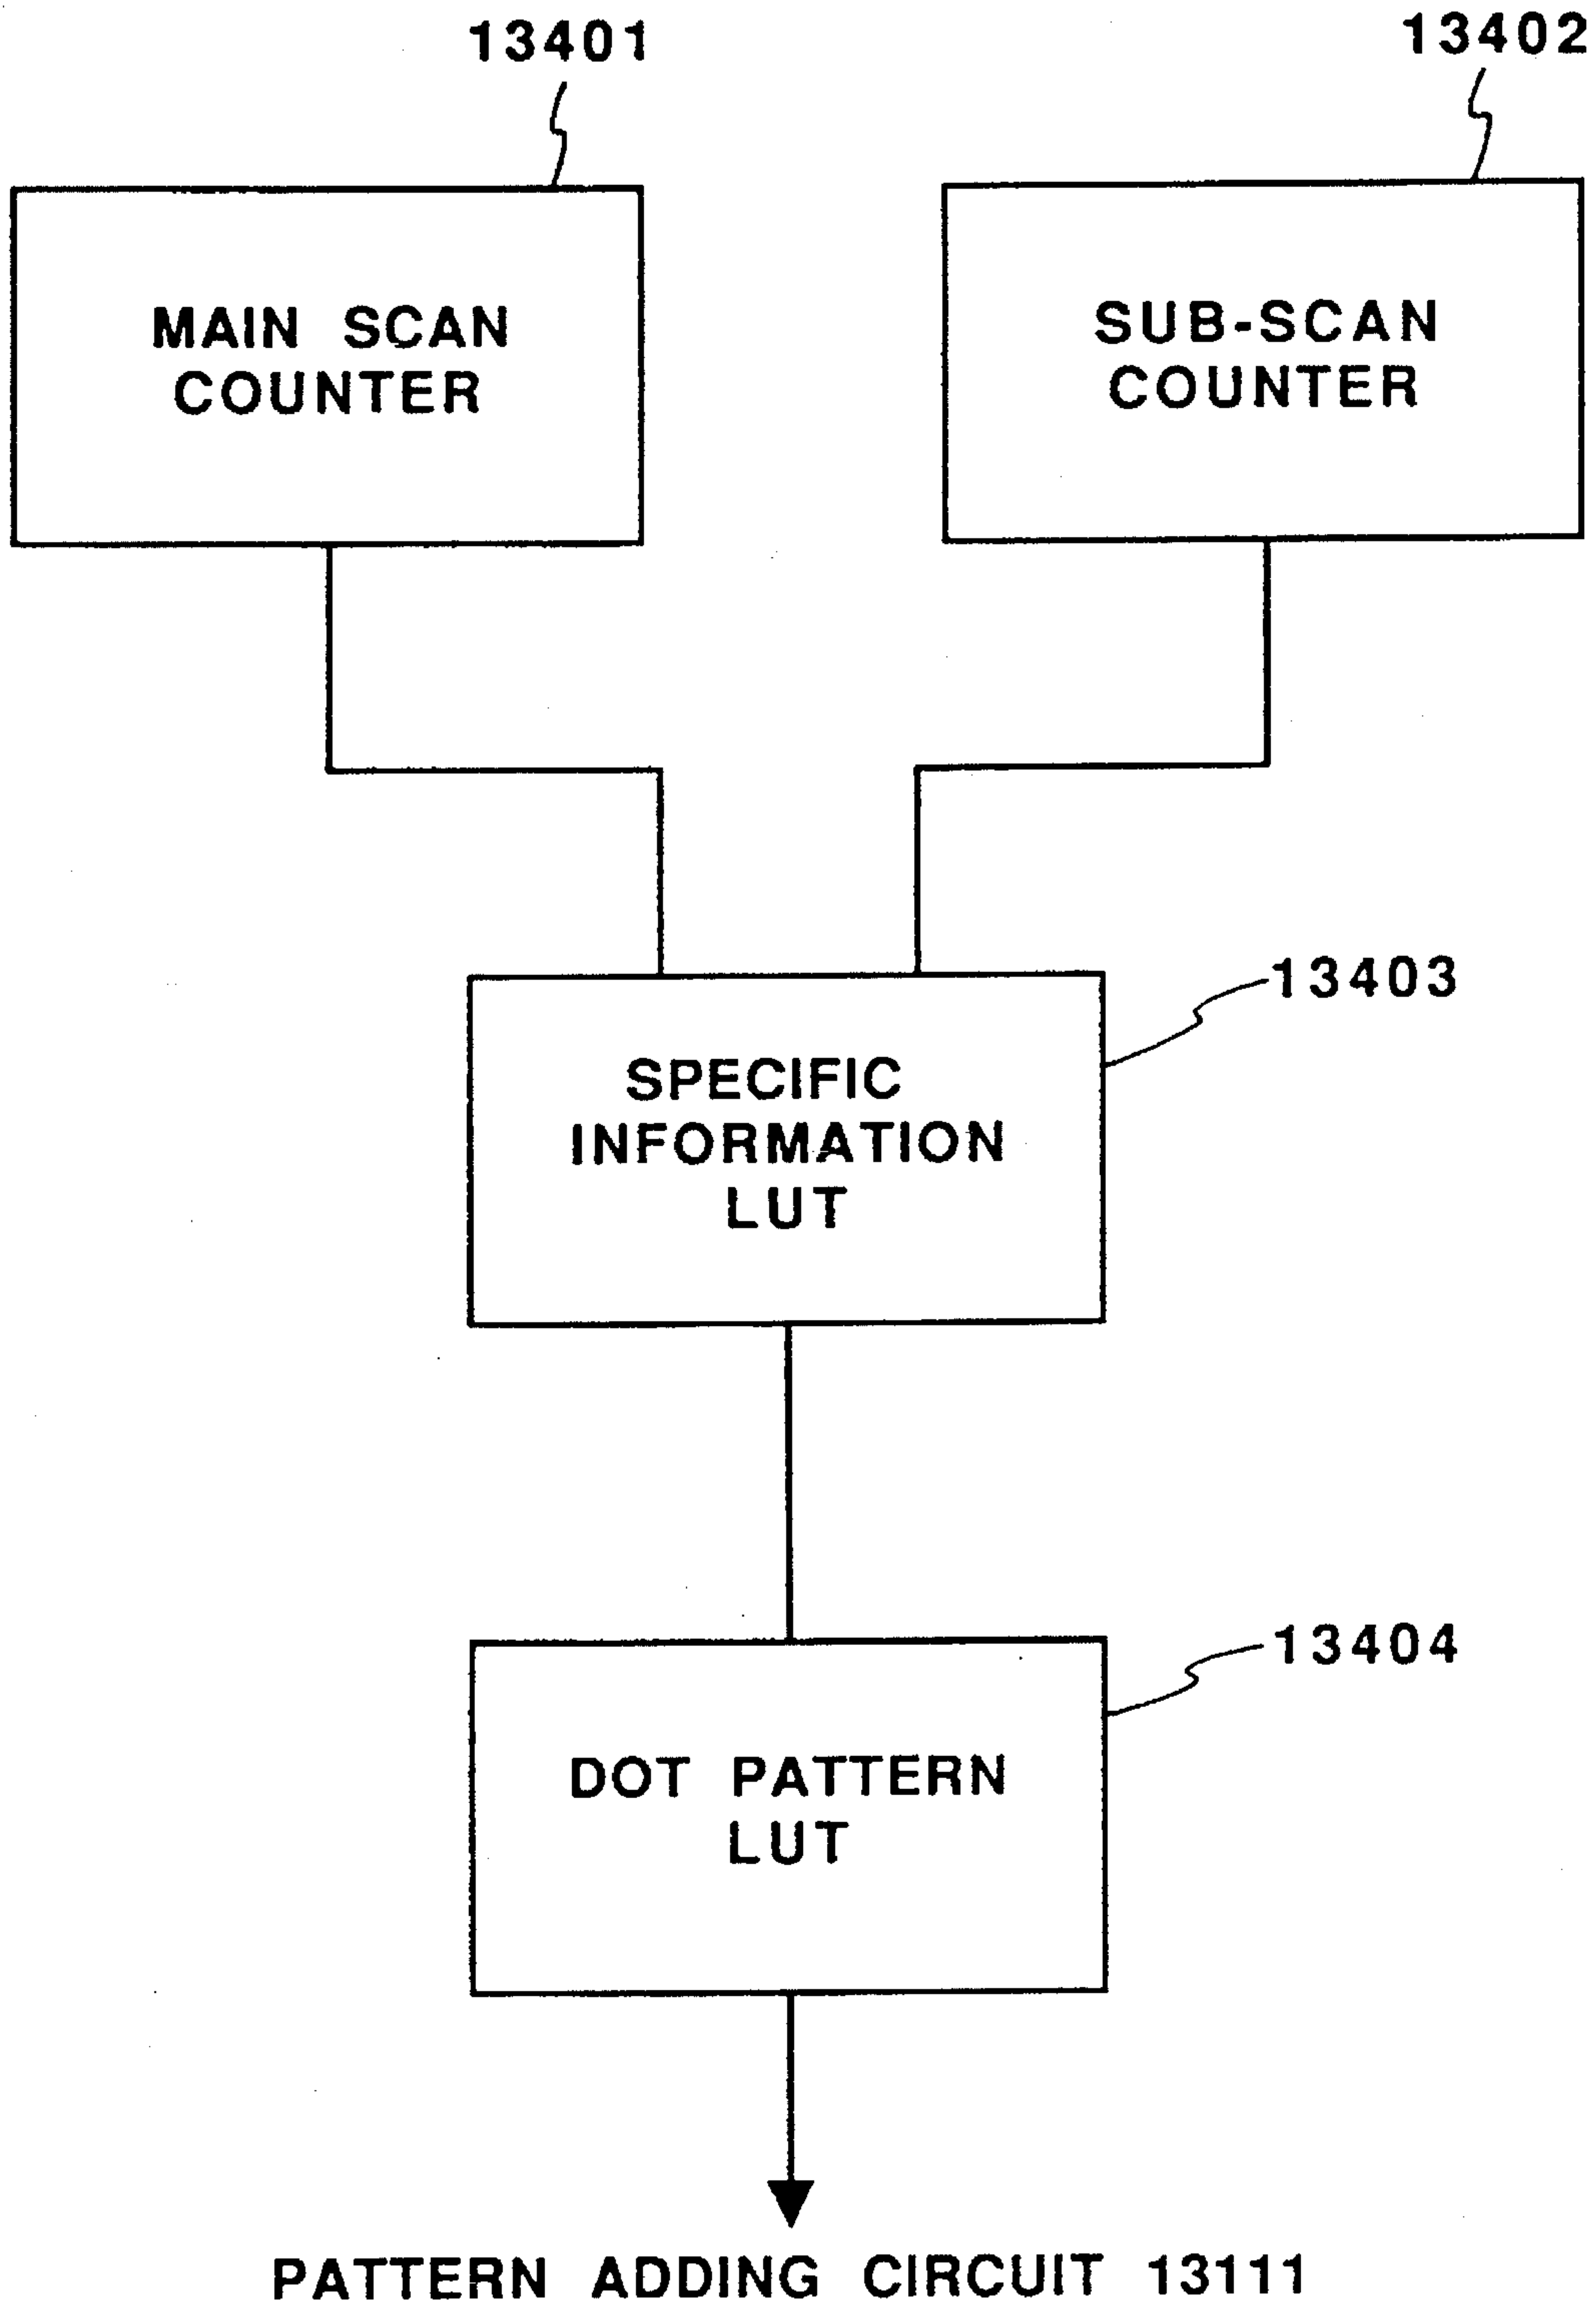 13401
13402
MAIN SCAN
COUNTER
SUB-SCAN
COUNTER
13403
SPECIFIC
INFORMATION
LUT
13404
DOT PATTERN
LUT
PATTERN ADDING CIRCUIT 13111